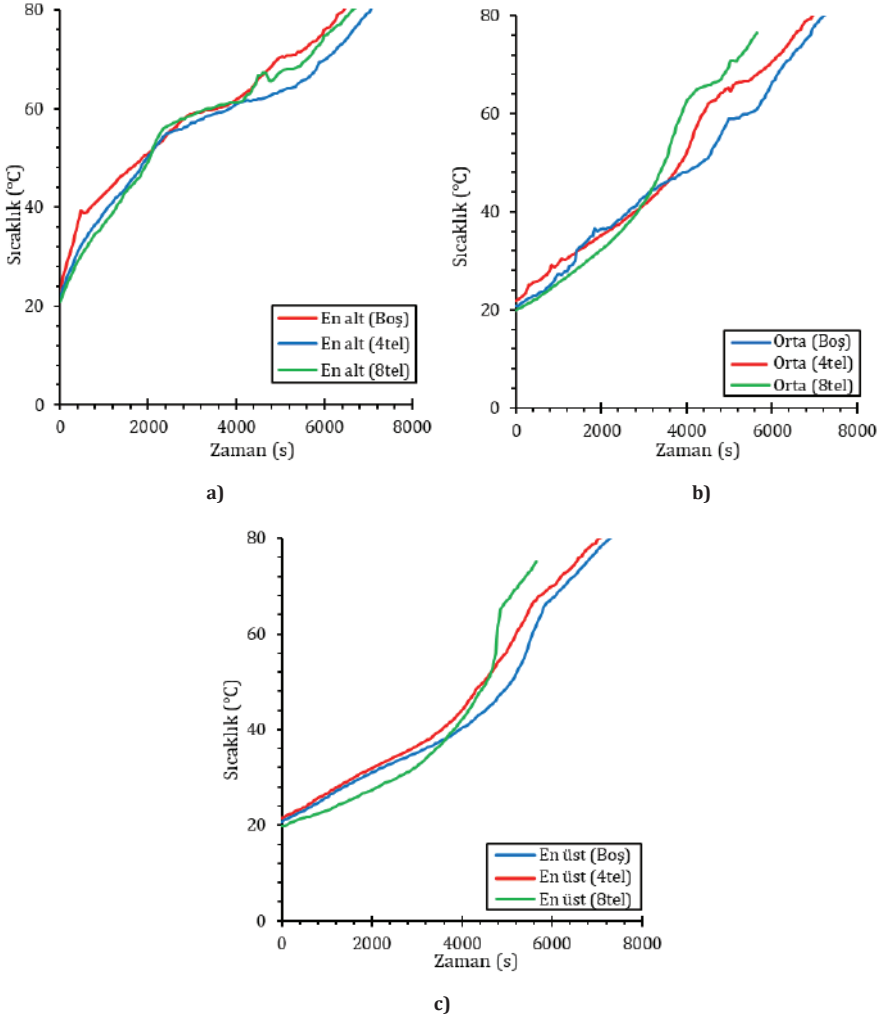 80
60
40
20
0
Sıcaklık (°C)
En alt (Boş)
En alt (4tel)
En alt (8tel)
0 2000 4000 6000 8000
Zaman (s)
a)
80
60
40
20
0
Sıcaklık (°C)
Orta (Boş)
Orta (4tel)
Orta (8tel)
0 2000 4000 6000 8000
Zaman (s)
b)
80
60
40
20
0
Sıcaklık (°C)
En üst (Boş)
En üst (4tel)
En üst (8tel)
0 2000 4000 6000 8000
Zaman (s)
c)